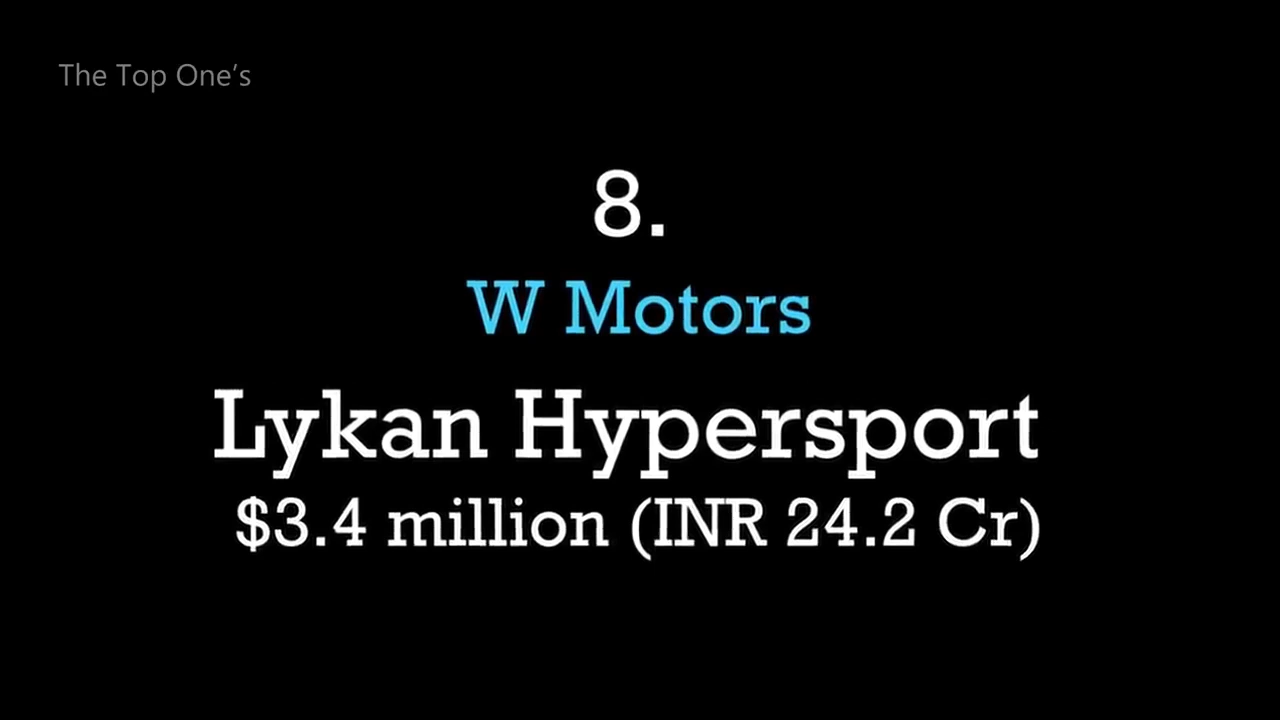 The Top One’s
8.
W Motors
Lykan Hypersport
$3.4 million (INR 24.2 Cr)